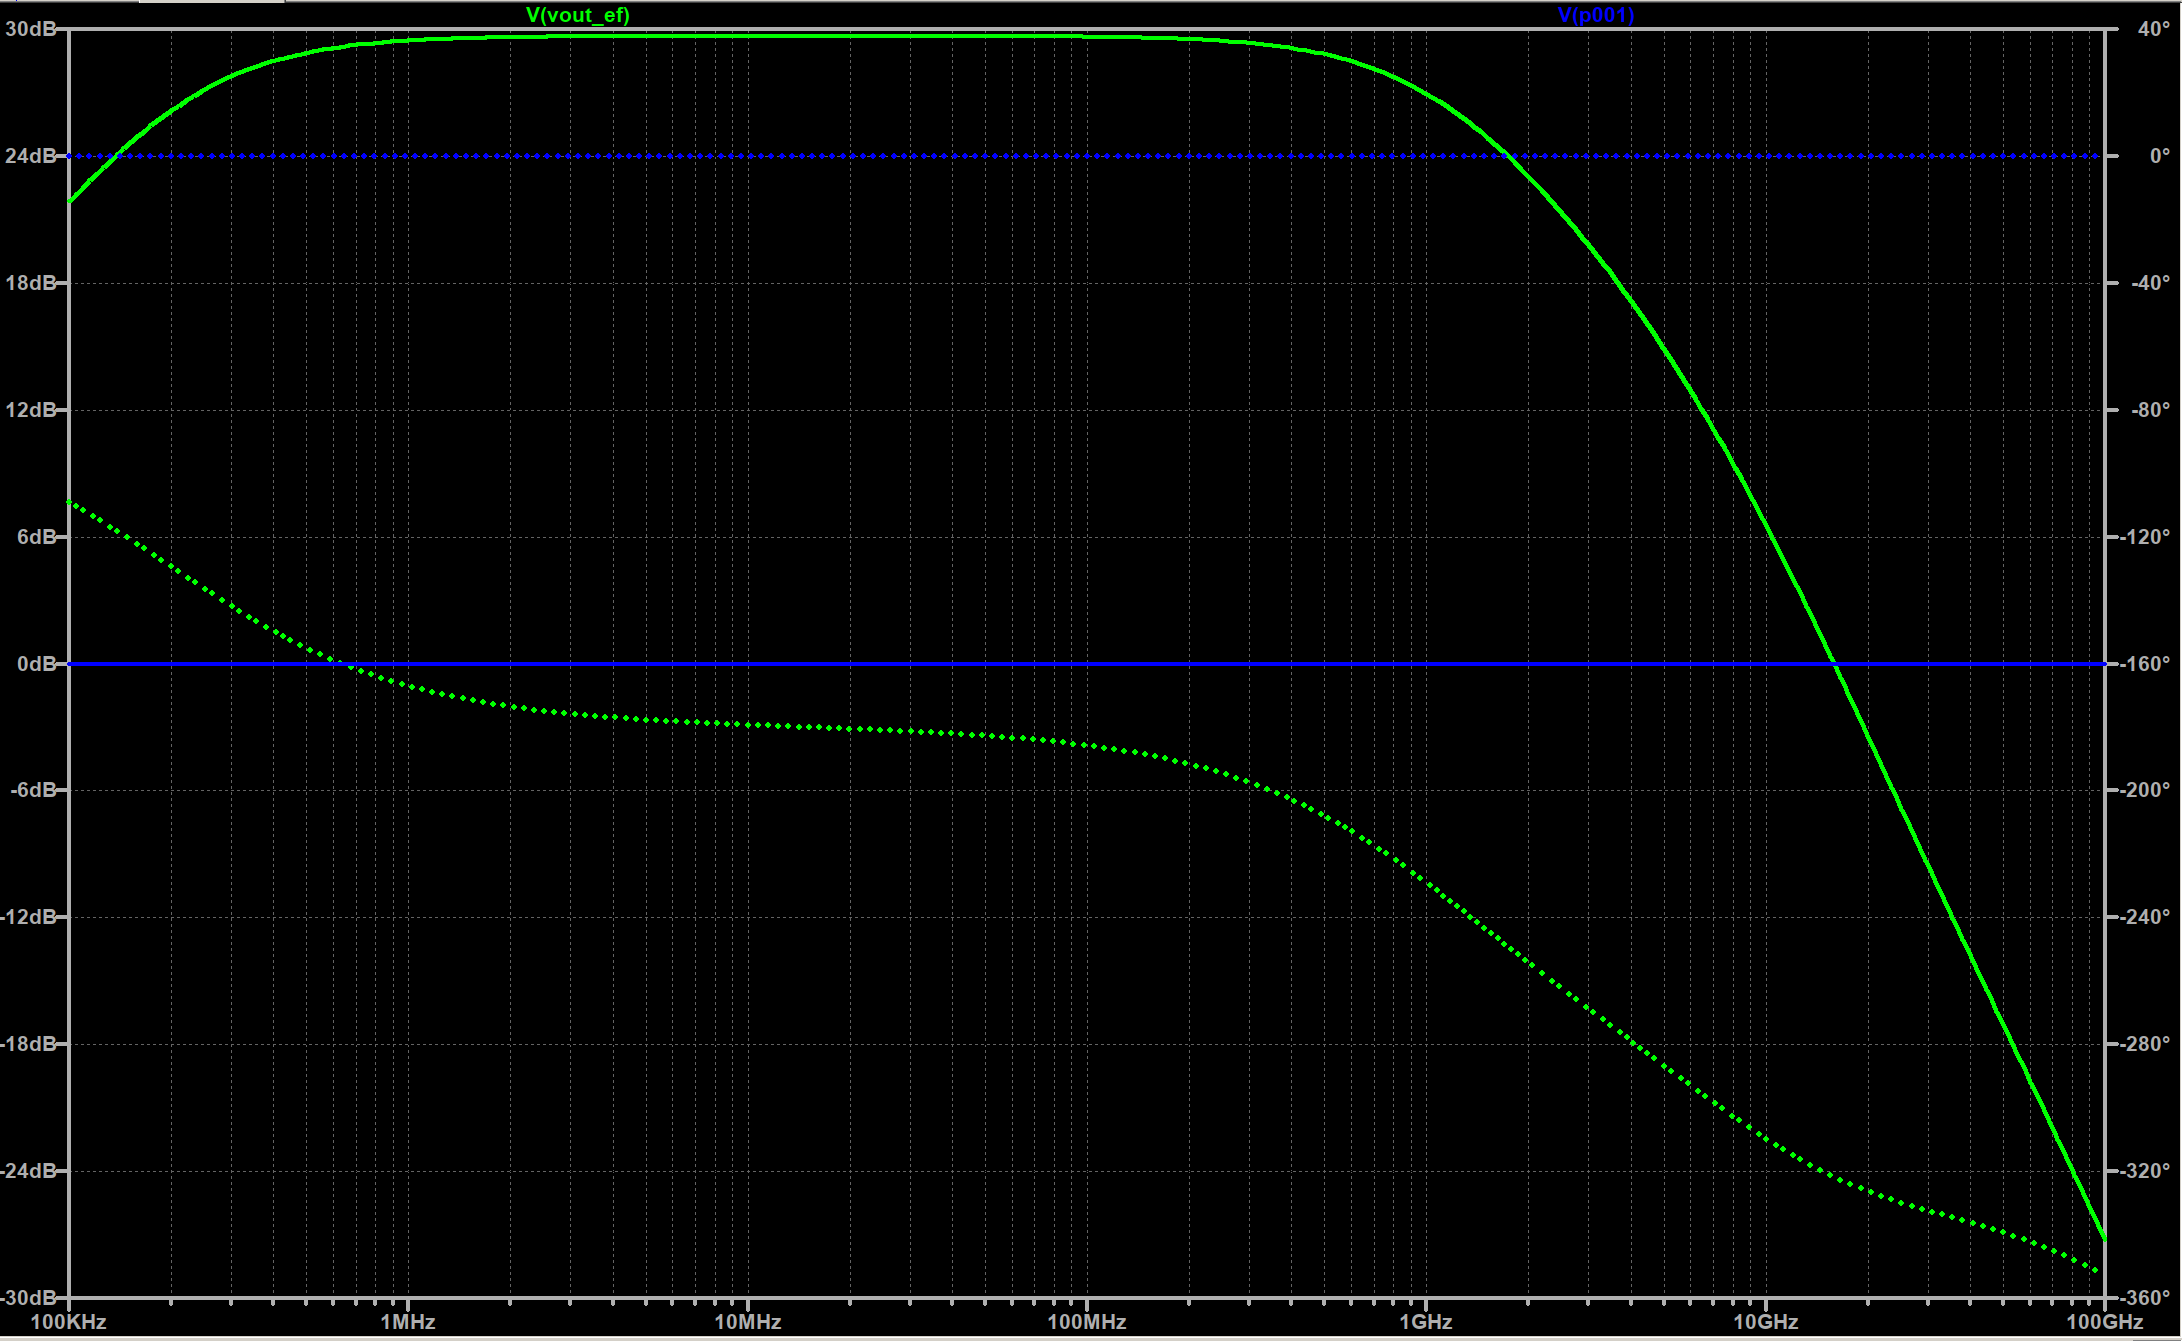 V(vout_ef) V(p001)
30dB 40°
24dB 0°
18dB -40°
12dB -80°
6dB -120°
0dB -160°
-6dB -200°
-12dB -240°
-18dB -280°
-24dB -320°
-30dB -360°
100KHz 1MHz 10MHz 100MHz 1GHz 10GHz 100GHz